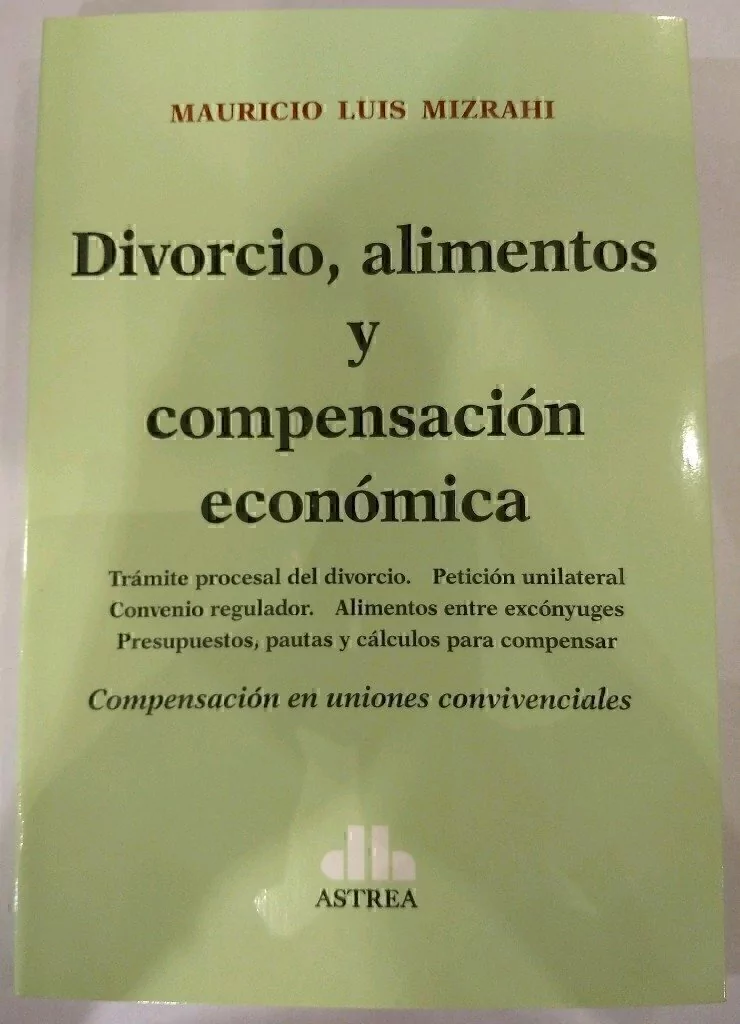 MAURICIO LUIS MIZRAHI
Divorcio, alimentos
y
compensación
económica
Trámite procesal del divorcio. Petición unilateral
Convenio regulador. Alimentos entre excónyuges
Presupuestos, pautas y cálculos para compensar
Compensación en uniones convivenciales
ASTREA